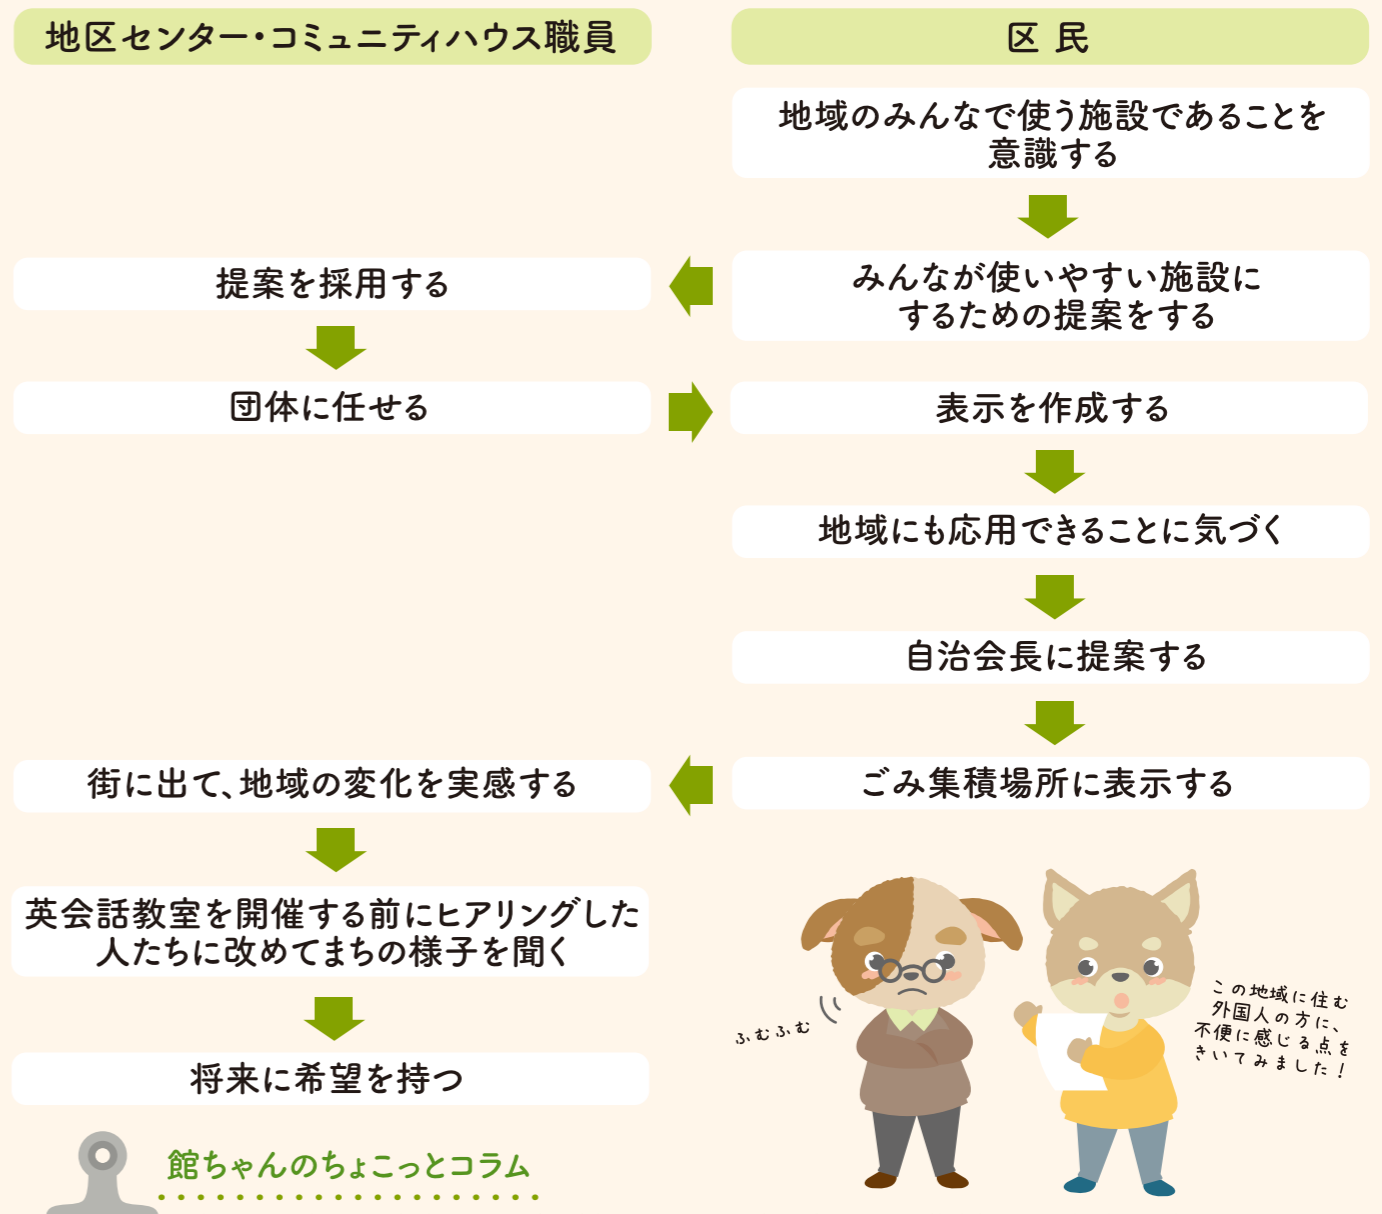 地区センター・コミュニティハウス職員
区民
地域のみんなで使う施設であることを
意識する
みんなが使いやすい施設に
するための提案をする
提案を採用する
団体に任せる
表示を作成する
地域にも応用できることに気づく
自治会長に提案する
ごみ集積場所に表示する
街に出て、地域の変化を実感する
英会話教室を開催する前にヒアリングした
人たちに改めてまちの様子を聞く
将来に希望を持つ
ふむふむ
この地域に住む
外国人の方に、
不便に感じる点を
きいてみました！
館ちゃんのちょこっとコラム